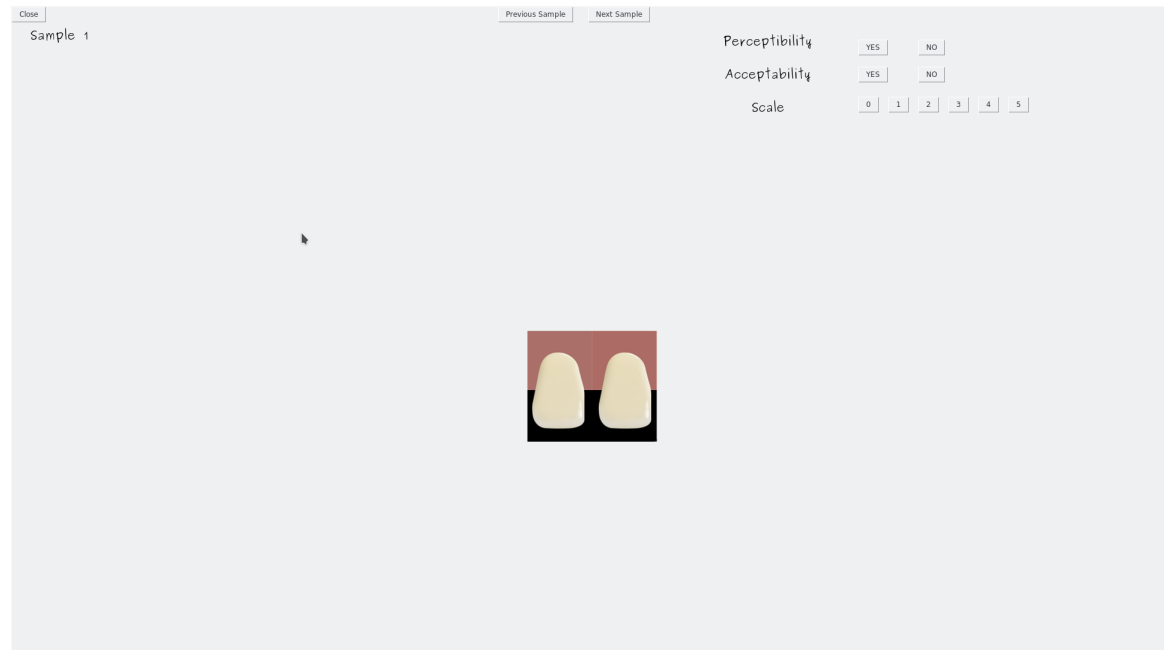 Close
Previous Sample
Next Sample
Sample 1
Perceptibility
YES
NO
Acceptability
YES
NO
Scale
0
1
2
3
4
5